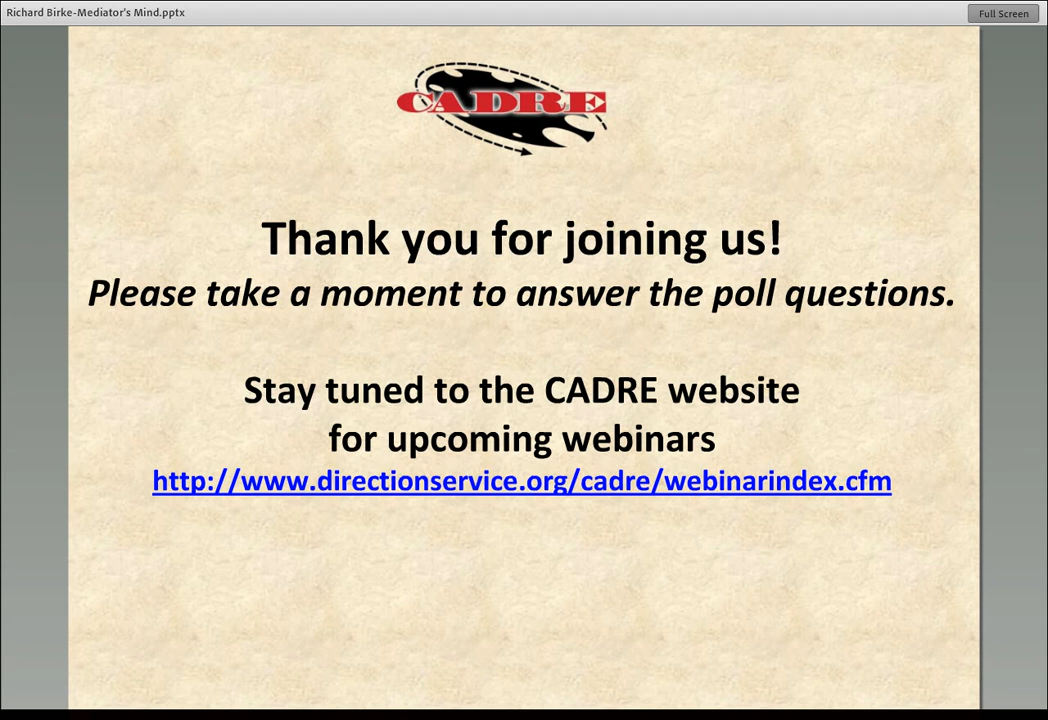 Richard Birke-Mediator's Mind.pptx
Full Screen
CADRE
Thank you for joining us!
Please take a moment to answer the poll questions.
Stay tuned to the CADRE website
for upcoming webinars
http://www.directionservice.org/cadre/webinarindex.cfm